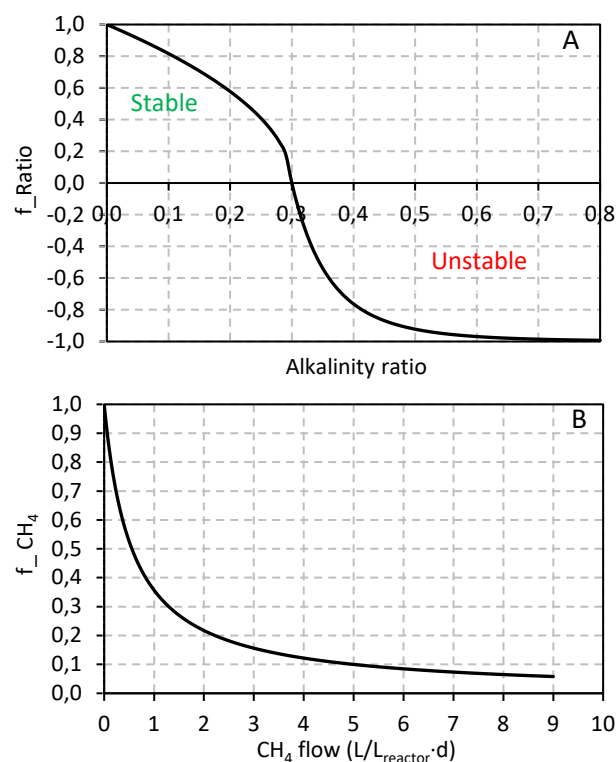 1,0
A
0,8
0,6
Stable
0,4
0,2
0,0
0,0 0,1 0,2 0,3 0,4 0,5 0,6 0,7 0,8
-0,2
-0,4
Unstable
-0,6
-0,8
-1,0
f_Ratio
Alkalinity ratio
1,0
B
0,9
0,8
0,7
0,6
0,5
0,4
0,3
0,2
0,1
0,0
f_CH₄
0 1 2 3 4 5 6 7 8 9 10
CH₄ flow (L/Lreactor·d)